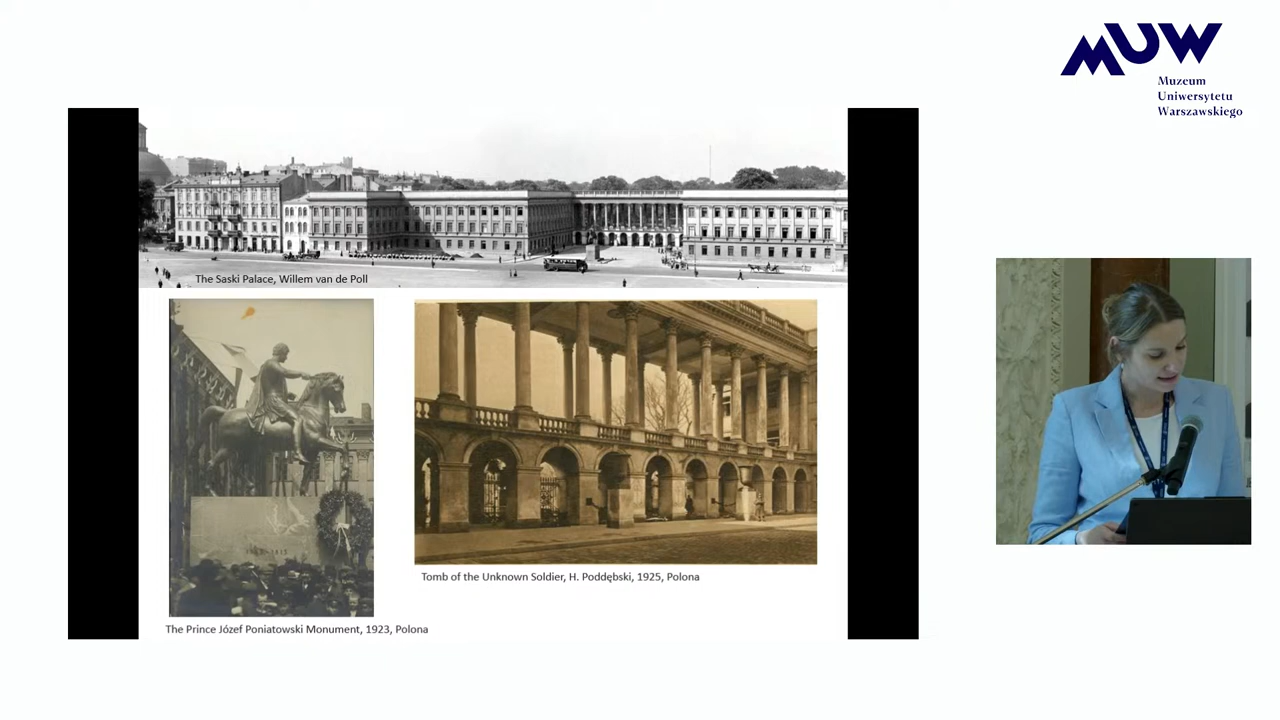 MUW
Muzeum
Uniwersytetu
Warszawskiego
The Saski Palace, Willem van de Poll
Tomb of the Unknown Soldier, H. Poddębski, 1925, Polona
The Prince Józef Poniatowski Monument, 1923, Polona